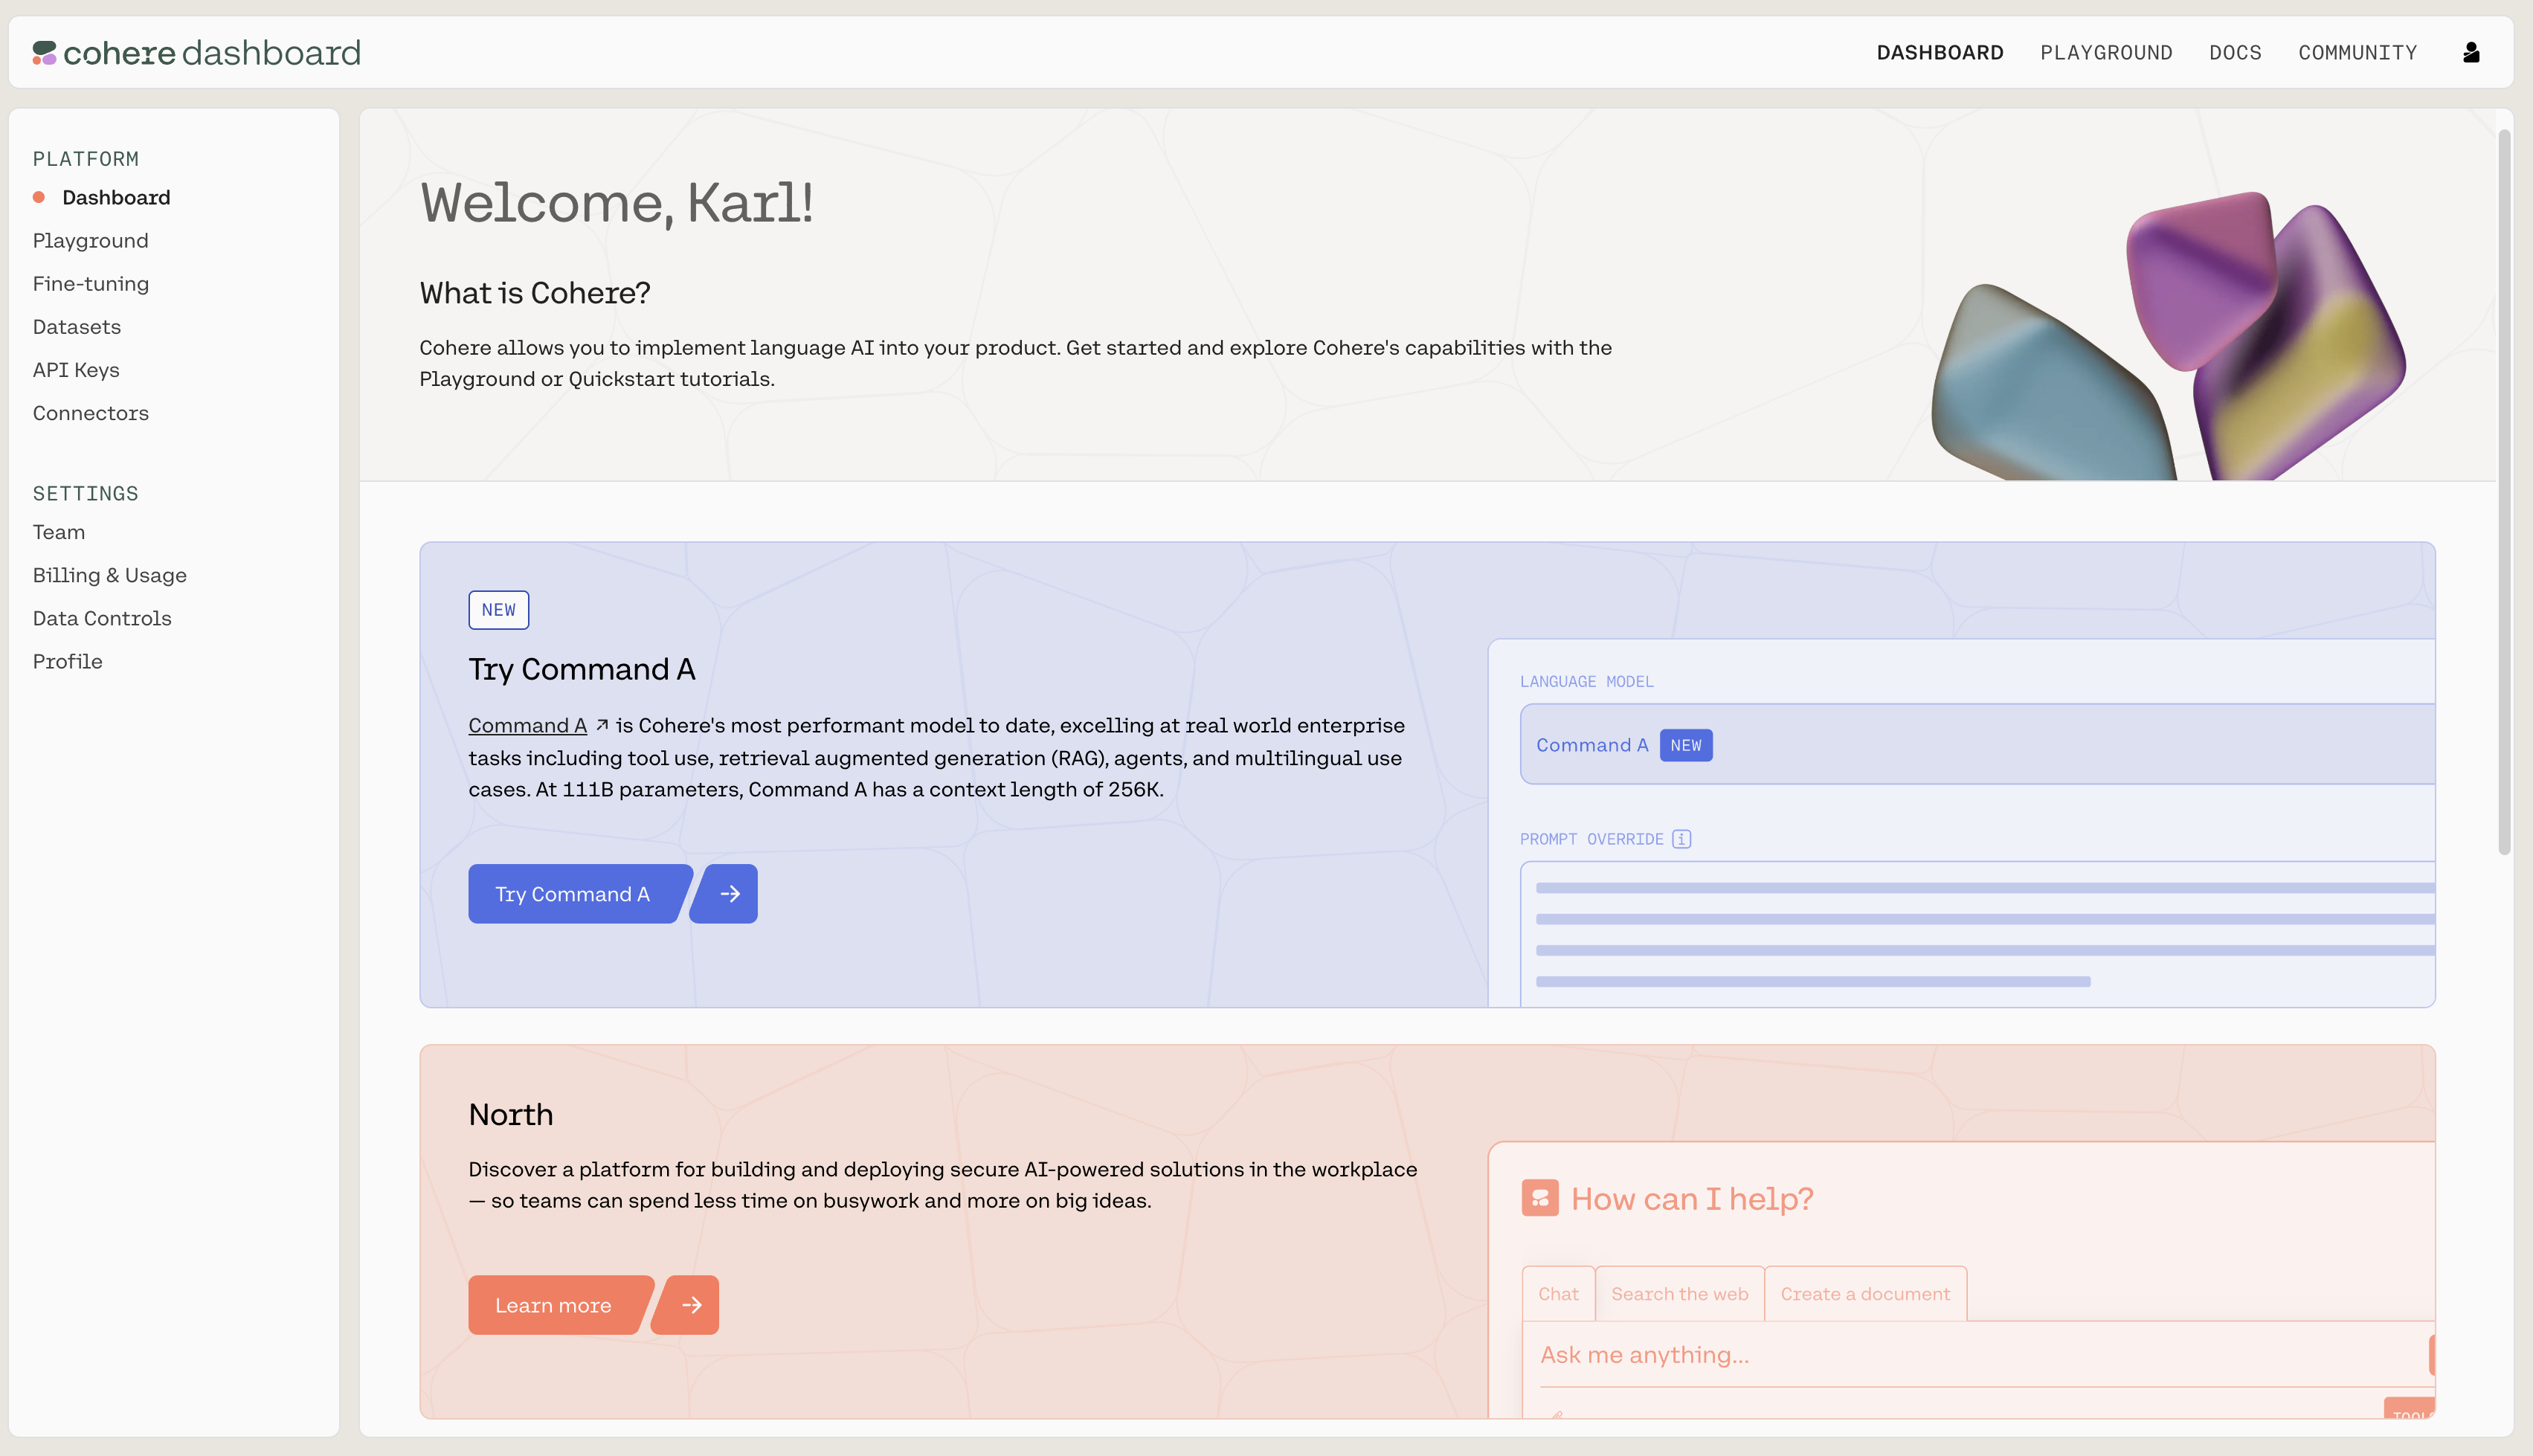 cohere dashboard
DASHBOARD PLAYGROUND DOCS COMMUNITY
PLATFORM
Dashboard
Playground
Fine-tuning
Datasets
API Keys
Connectors
SETTINGS
Team
Billing & Usage
Data Controls
Profile
Welcome, Karl!
What is Cohere?
Cohere allows you to implement language AI into your product. Get started and explore Cohere's capabilities with the
Playground or Quickstart tutorials.
NEW
Try Command A
Command A ↗ is Cohere's most performant model to date, excelling at real world enterprise
tasks including tool use, retrieval augmented generation (RAG), agents, and multilingual use
cases. At 111B parameters, Command A has a context length of 256K.
Try Command A →
LANGUAGE MODEL
Command A NEW
PROMPT OVERRIDE i
North
Discover a platform for building and deploying secure AI-powered solutions in the workplace
— so teams can spend less time on busywork and more on big ideas.
Learn more →
How can I help?
Chat Search the web Create a document
Ask me anything...